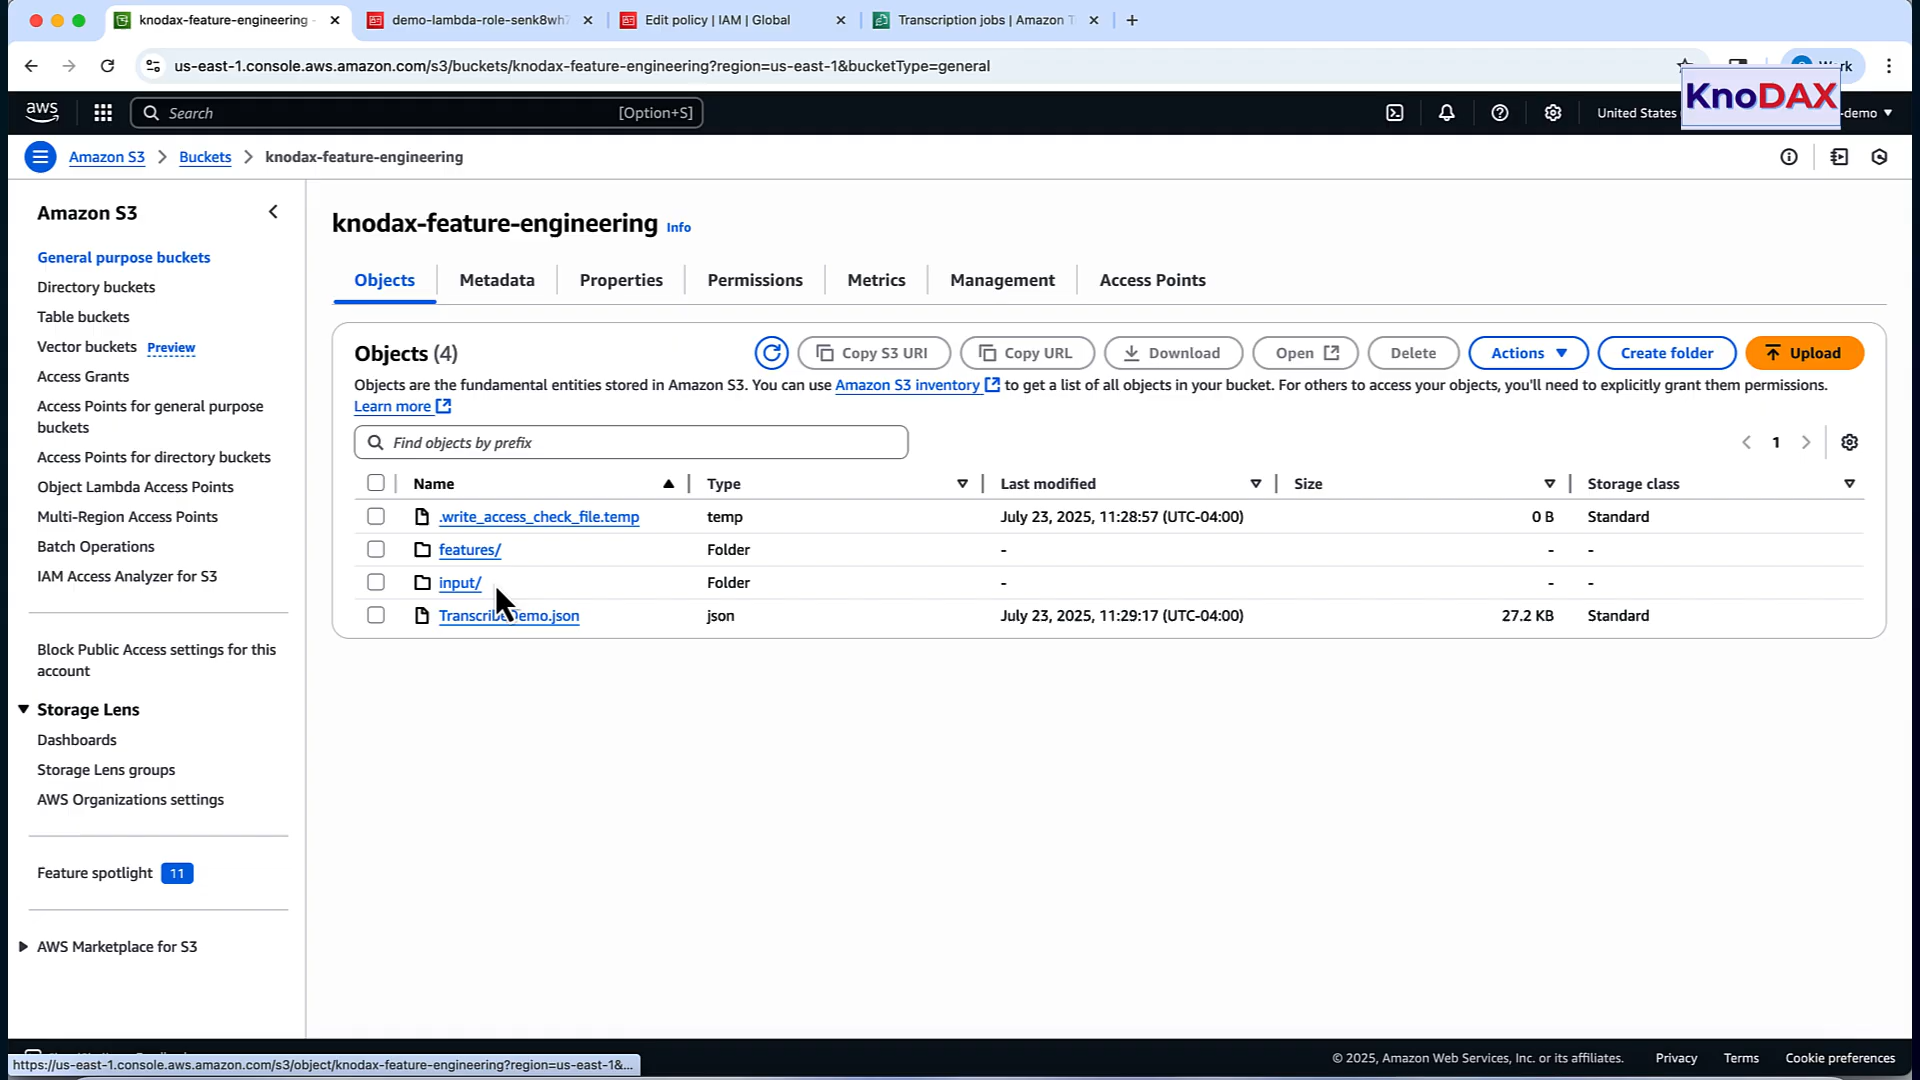 knodax-feature-engineering
demo-lambda-role-senk8wh7
Edit policy | IAM | Global
Transcription jobs | Amazon T
us-east-1.console.aws.amazon.com/s3/buckets/knodax-feature-engineering?region=us-east-1&bucketType=general
aws
Search
[Option+S]
United States
KnoDAX
-demo
Amazon S3
Buckets
knodax-feature-engineering
Amazon S3
General purpose buckets
Directory buckets
Table buckets
Vector buckets Preview
Access Grants
Access Points for general purpose
buckets
Access Points for directory buckets
Object Lambda Access Points
Multi-Region Access Points
Batch Operations
IAM Access Analyzer for S3
Block Public Access settings for this
account
Storage Lens
Dashboards
Storage Lens groups
AWS Organizations settings
Feature spotlight 11
AWS Marketplace for S3
knodax-feature-engineering Info
Objects Metadata Properties Permissions Metrics Management Access Points
Objects (4)
Copy S3 URI Copy URL Download Open Delete Actions Create folder Upload
Objects are the fundamental entities stored in Amazon S3. You can use Amazon S3 inventory to get a list of all objects in your bucket. For others to access your objects, you'll need to explicitly grant them permissions.
Learn more
Find objects by prefix
1
Name Type Last modified Size Storage class
.write_access_check_file.temp temp July 23, 2025, 11:28:57 (UTC-04:00) 0 B Standard
features/ Folder - - -
input/ Folder - - -
TranscribeDemo.json json July 23, 2025, 11:29:17 (UTC-04:00) 27.2 KB Standard
https://us-east-1.console.aws.amazon.com/s3/object/knodax-feature-engineering?region=us-east-1&...
© 2025, Amazon Web Services, Inc. or its affiliates. Privacy Terms Cookie preferences